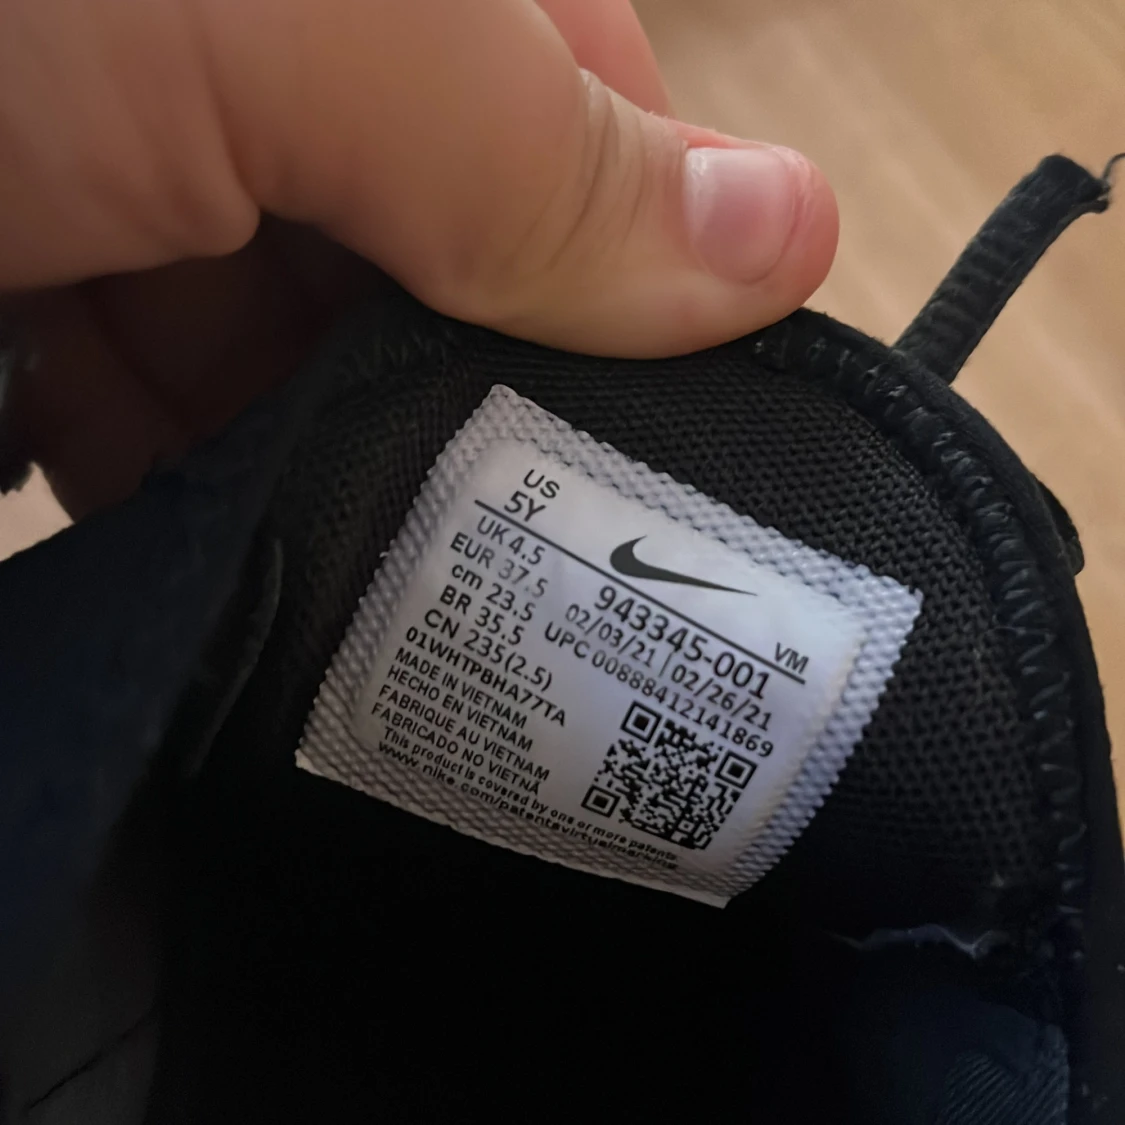 US
5Y
UK 4.5
EUR 37.5
cm 23.5
BR 35.5
CN 235(2.5)
01WHTPBHA77TA
MADE IN VIETNAM
HECHO EN VIETNAM
FABRIQUE AU VIETNAM
FABRICADO NO VIETNÃ
This product is covered by one or more patents
www.nike.com/patentsvirtualmarking
943345-001 VM
02/03/21 | 02/26/21
UPC 00888412141869